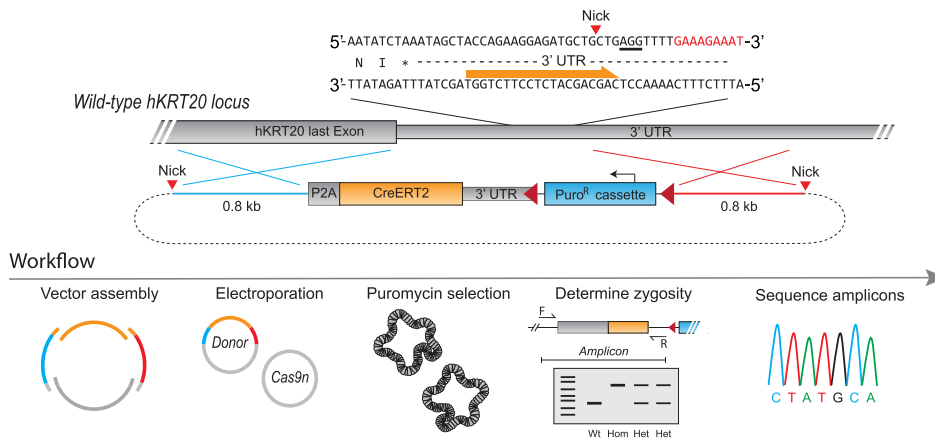 Nick
5’-AATATCTAAATAGCTACCAGAAGGAGATGCTGCTGAGGTTTTGAAAGAAAT-3’
N I * 3’ UTR
3’-TTATAGATTTATCGATGGTCTTCCTCTACGACGACTCCAAAACTTTCTTTA-5’
Wild-type hKRT20 locus
hKRT20 last Exon 3’ UTR
Nick Nick
P2A CreERT2 3’ UTR Puroᴿ cassette
0.8 kb 0.8 kb
Workflow
Vector assembly Electroporation Puromycin selection Determine zygosity Sequence amplicons
F
R
Donor
Cas9n
Amplicon
Wt Hom Het Het
C T A T G C A